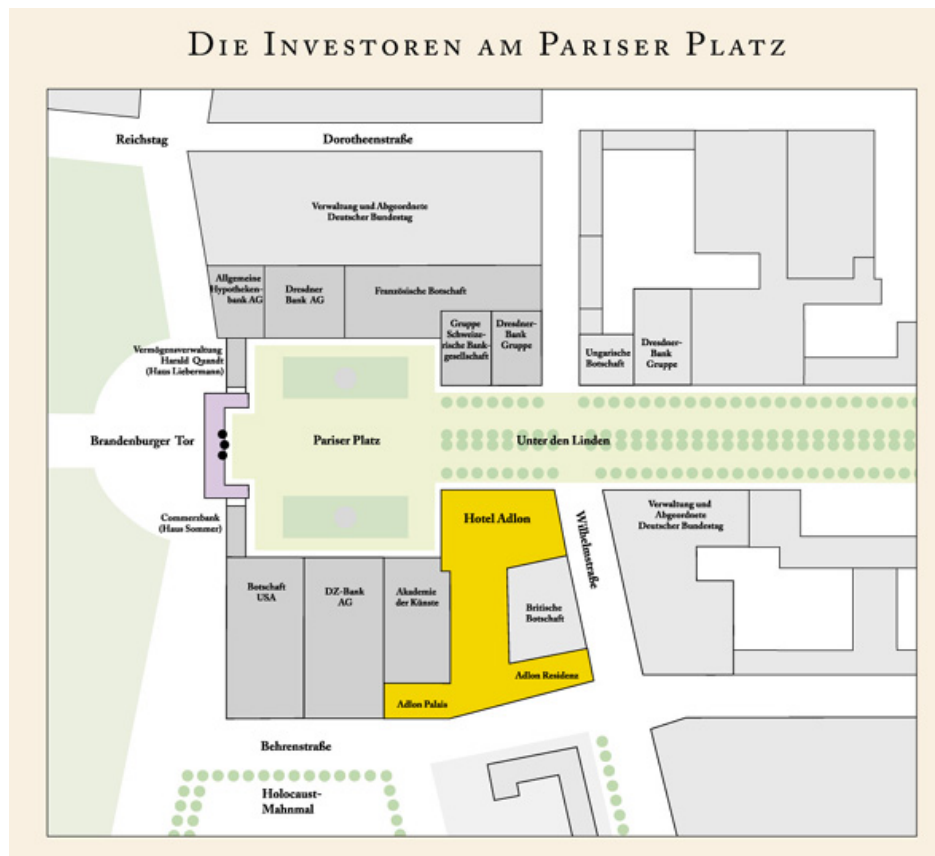 Die Investoren am Pariser Platz
Reichstag
Dorotheenstraße
Verwaltung und Abgeordnete
Deutscher Bundestag
Allgemeine
Hypotheken-
bank AG
Dresdner
Bank AG
Französische Botschaft
Gruppe
Schweize-
rische Bank-
gesellschaft
Dresdner-
Bank
Gruppe
Ungarische
Botschaft
Dresdner-
Bank
Gruppe
Vermögensverwaltung
Harald Quandt
(Haus Liebermann)
Brandenburger Tor
Pariser Platz
Unter den Linden
Commerzbank
(Haus Sommer)
Hotel Adlon
Wilhelmstraße
Verwaltung und
Abgeordnete
Deutscher Bundestag
Botschaft
USA
DZ-Bank
AG
Akademie
der Künste
Britische
Botschaft
Adlon Residenz
Adlon Palais
Behrenstraße
Holocaust-
Mahnmal